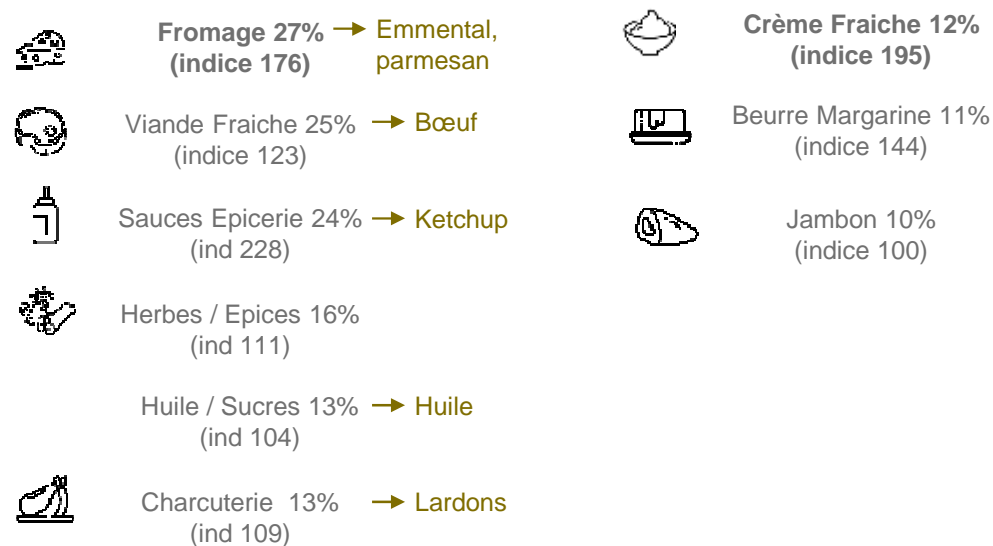 Fromage 27% → Emmental,
(indice 176) parmesan
Viande Fraiche 25% → Bœuf
(indice 123)
Sauces Epicerie 24% → Ketchup
(ind 228)
Herbes / Epices 16%
(ind 111)
Huile / Sucres 13% → Huile
(ind 104)
Charcuterie 13% → Lardons
(ind 109)
Crème Fraiche 12%
(indice 195)
Beurre Margarine 11%
(indice 144)
Jambon 10%
(indice 100)